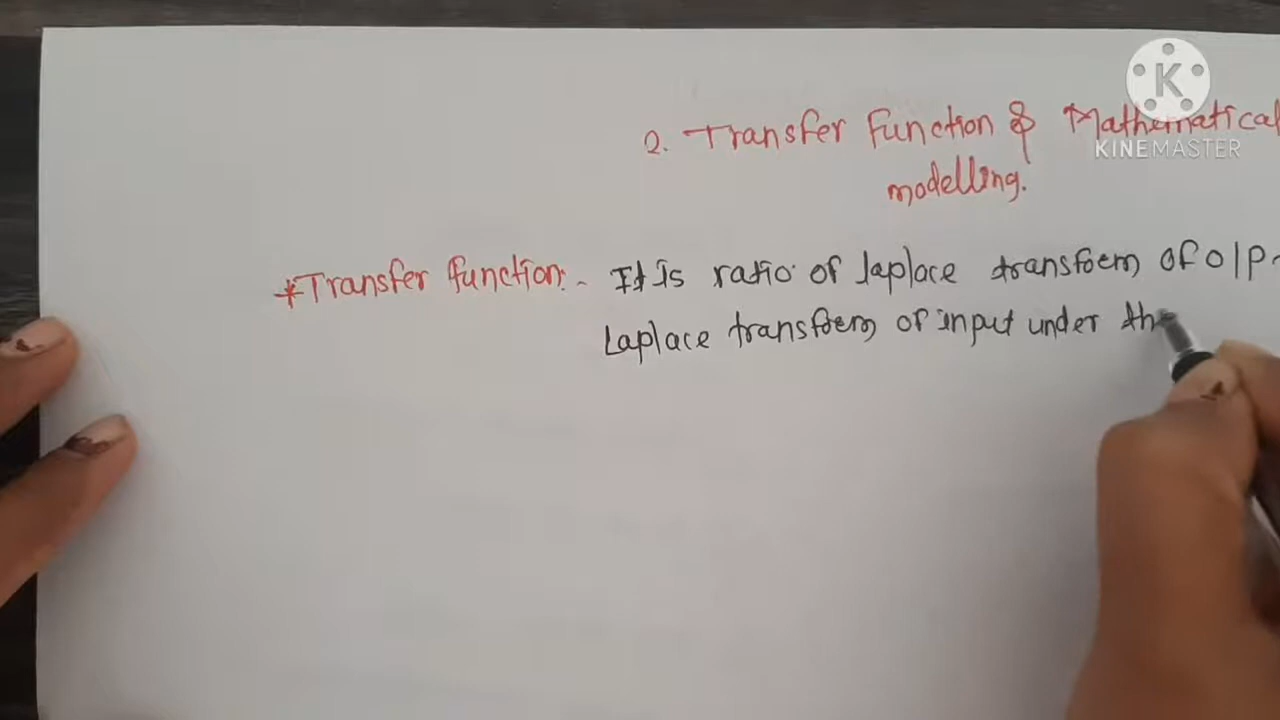 2. Transfer Function & Mathematical
modelling.
*Transfer function:- It is ratio of laplace transform of o/p
Laplace transform of input under the
K
KINEMASTER